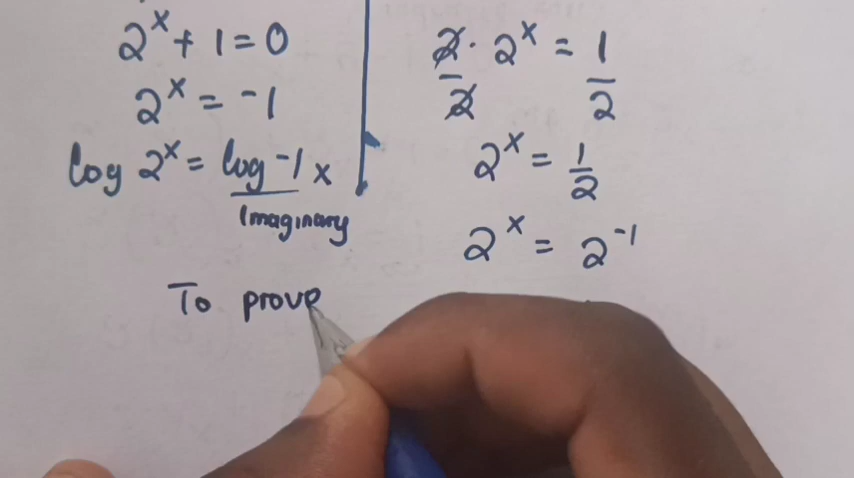 2^x + 1 = 0
2^x = -1
log 2^x = log -1 x
Imaginary
2 · 2^x / 2 = 1/2
2^x = 1/2
2^x = 2^-1
To prove